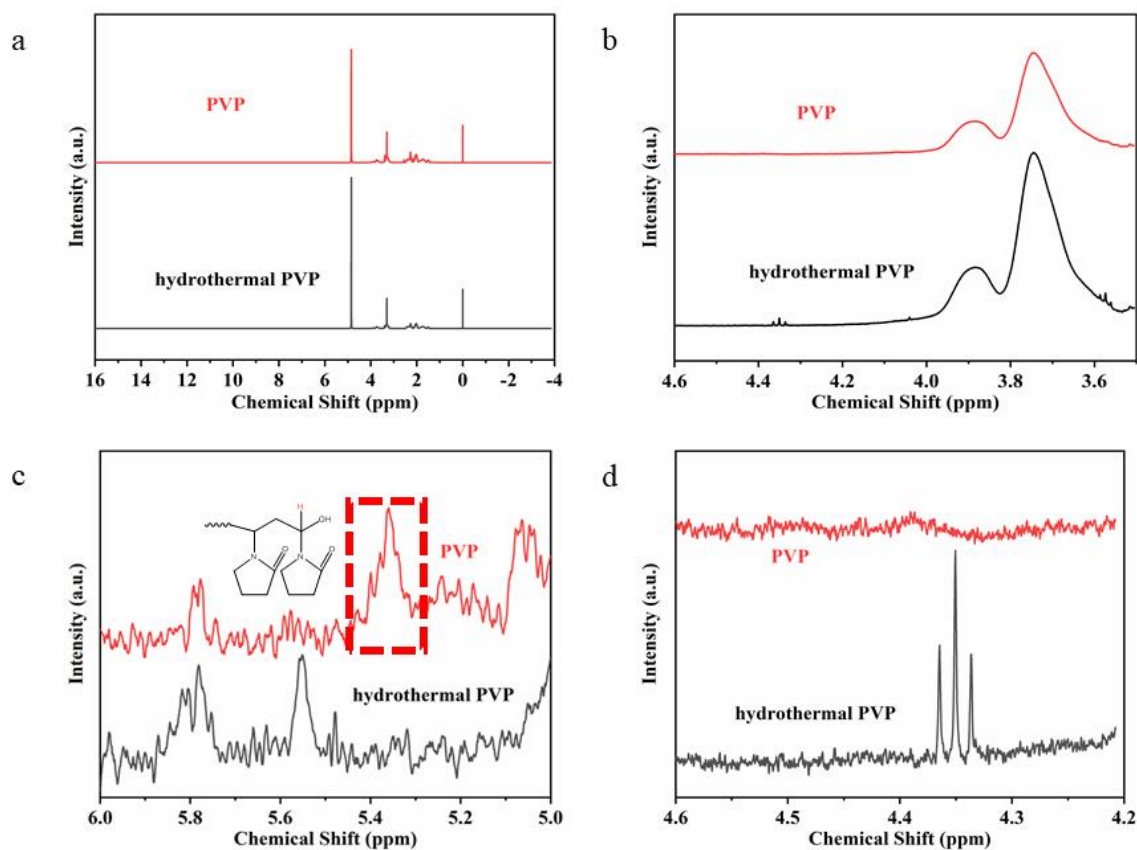 a
PVP
hydrothermal PVP
Intensity (a.u.)
16 14 12 10 8 6 4 2 0 -2 -4
Chemical Shift (ppm)
b
PVP
hydrothermal PVP
Intensity (a.u.)
4.6 4.4 4.2 4.0 3.8 3.6
Chemical Shift (ppm)
c
H
OH
N
O
N
O
PVP
hydrothermal PVP
Intensity (a.u.)
6.0 5.8 5.6 5.4 5.2 5.0
Chemical Shift (ppm)
d
PVP
hydrothermal PVP
Intensity (a.u.)
4.6 4.5 4.4 4.3 4.2
Chemical Shift (ppm)